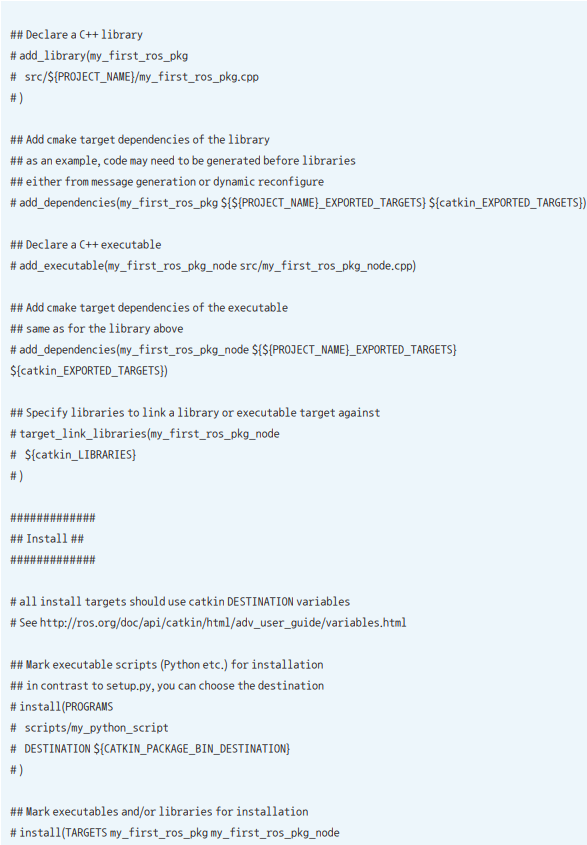 ## Declare a C++ library
# add_library(my_first_ros_pkg
#   src/${PROJECT_NAME}/my_first_ros_pkg.cpp
# )
## Add cmake target dependencies of the library
## as an example, code may need to be generated before libraries
## either from message generation or dynamic reconfigure
# add_dependencies(my_first_ros_pkg ${${PROJECT_NAME}_EXPORTED_TARGETS} ${catkin_EXPORTED_TARGETS})
## Declare a C++ executable
# add_executable(my_first_ros_pkg_node src/my_first_ros_pkg_node.cpp)
## Add cmake target dependencies of the executable
## same as for the library above
# add_dependencies(my_first_ros_pkg_node ${${PROJECT_NAME}_EXPORTED_TARGETS}
${catkin_EXPORTED_TARGETS})
## Specify libraries to link a library or executable target against
# target_link_libraries(my_first_ros_pkg_node
#   ${catkin_LIBRARIES}
# )
#############
## Install ##
#############
# all install targets should use catkin DESTINATION variables
# See http://ros.org/doc/api/catkin/html/adv_user_guide/variables.html
## Mark executable scripts (Python etc.) for installation
## in contrast to setup.py, you can choose the destination
# install(PROGRAMS
#   scripts/my_python_script
#   DESTINATION ${CATKIN_PACKAGE_BIN_DESTINATION}
# )
## Mark executables and/or libraries for installation
# install(TARGETS my_first_ros_pkg my_first_ros_pkg_node